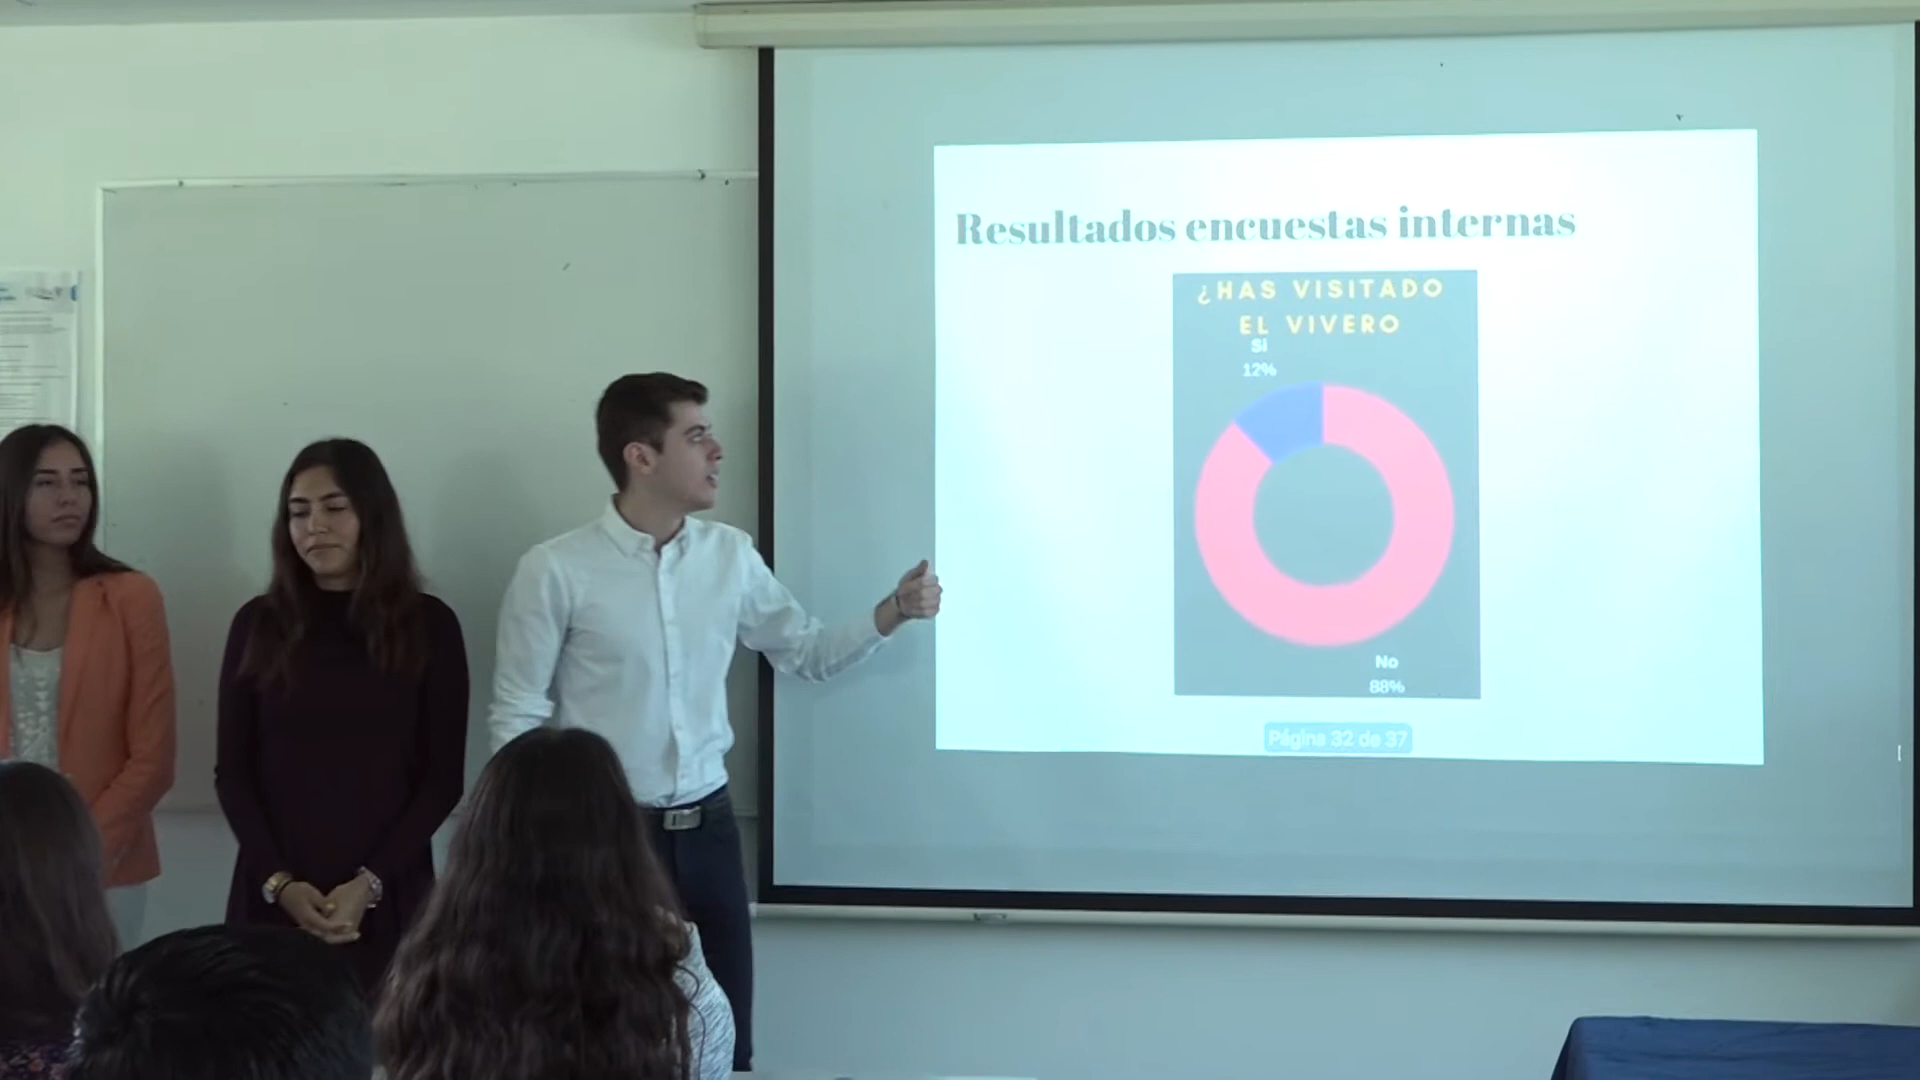 Resultados encuestas internas
¿HAS VISITADO
EL VIVERO
Sí
12%
No
88%
Página 32 de 37